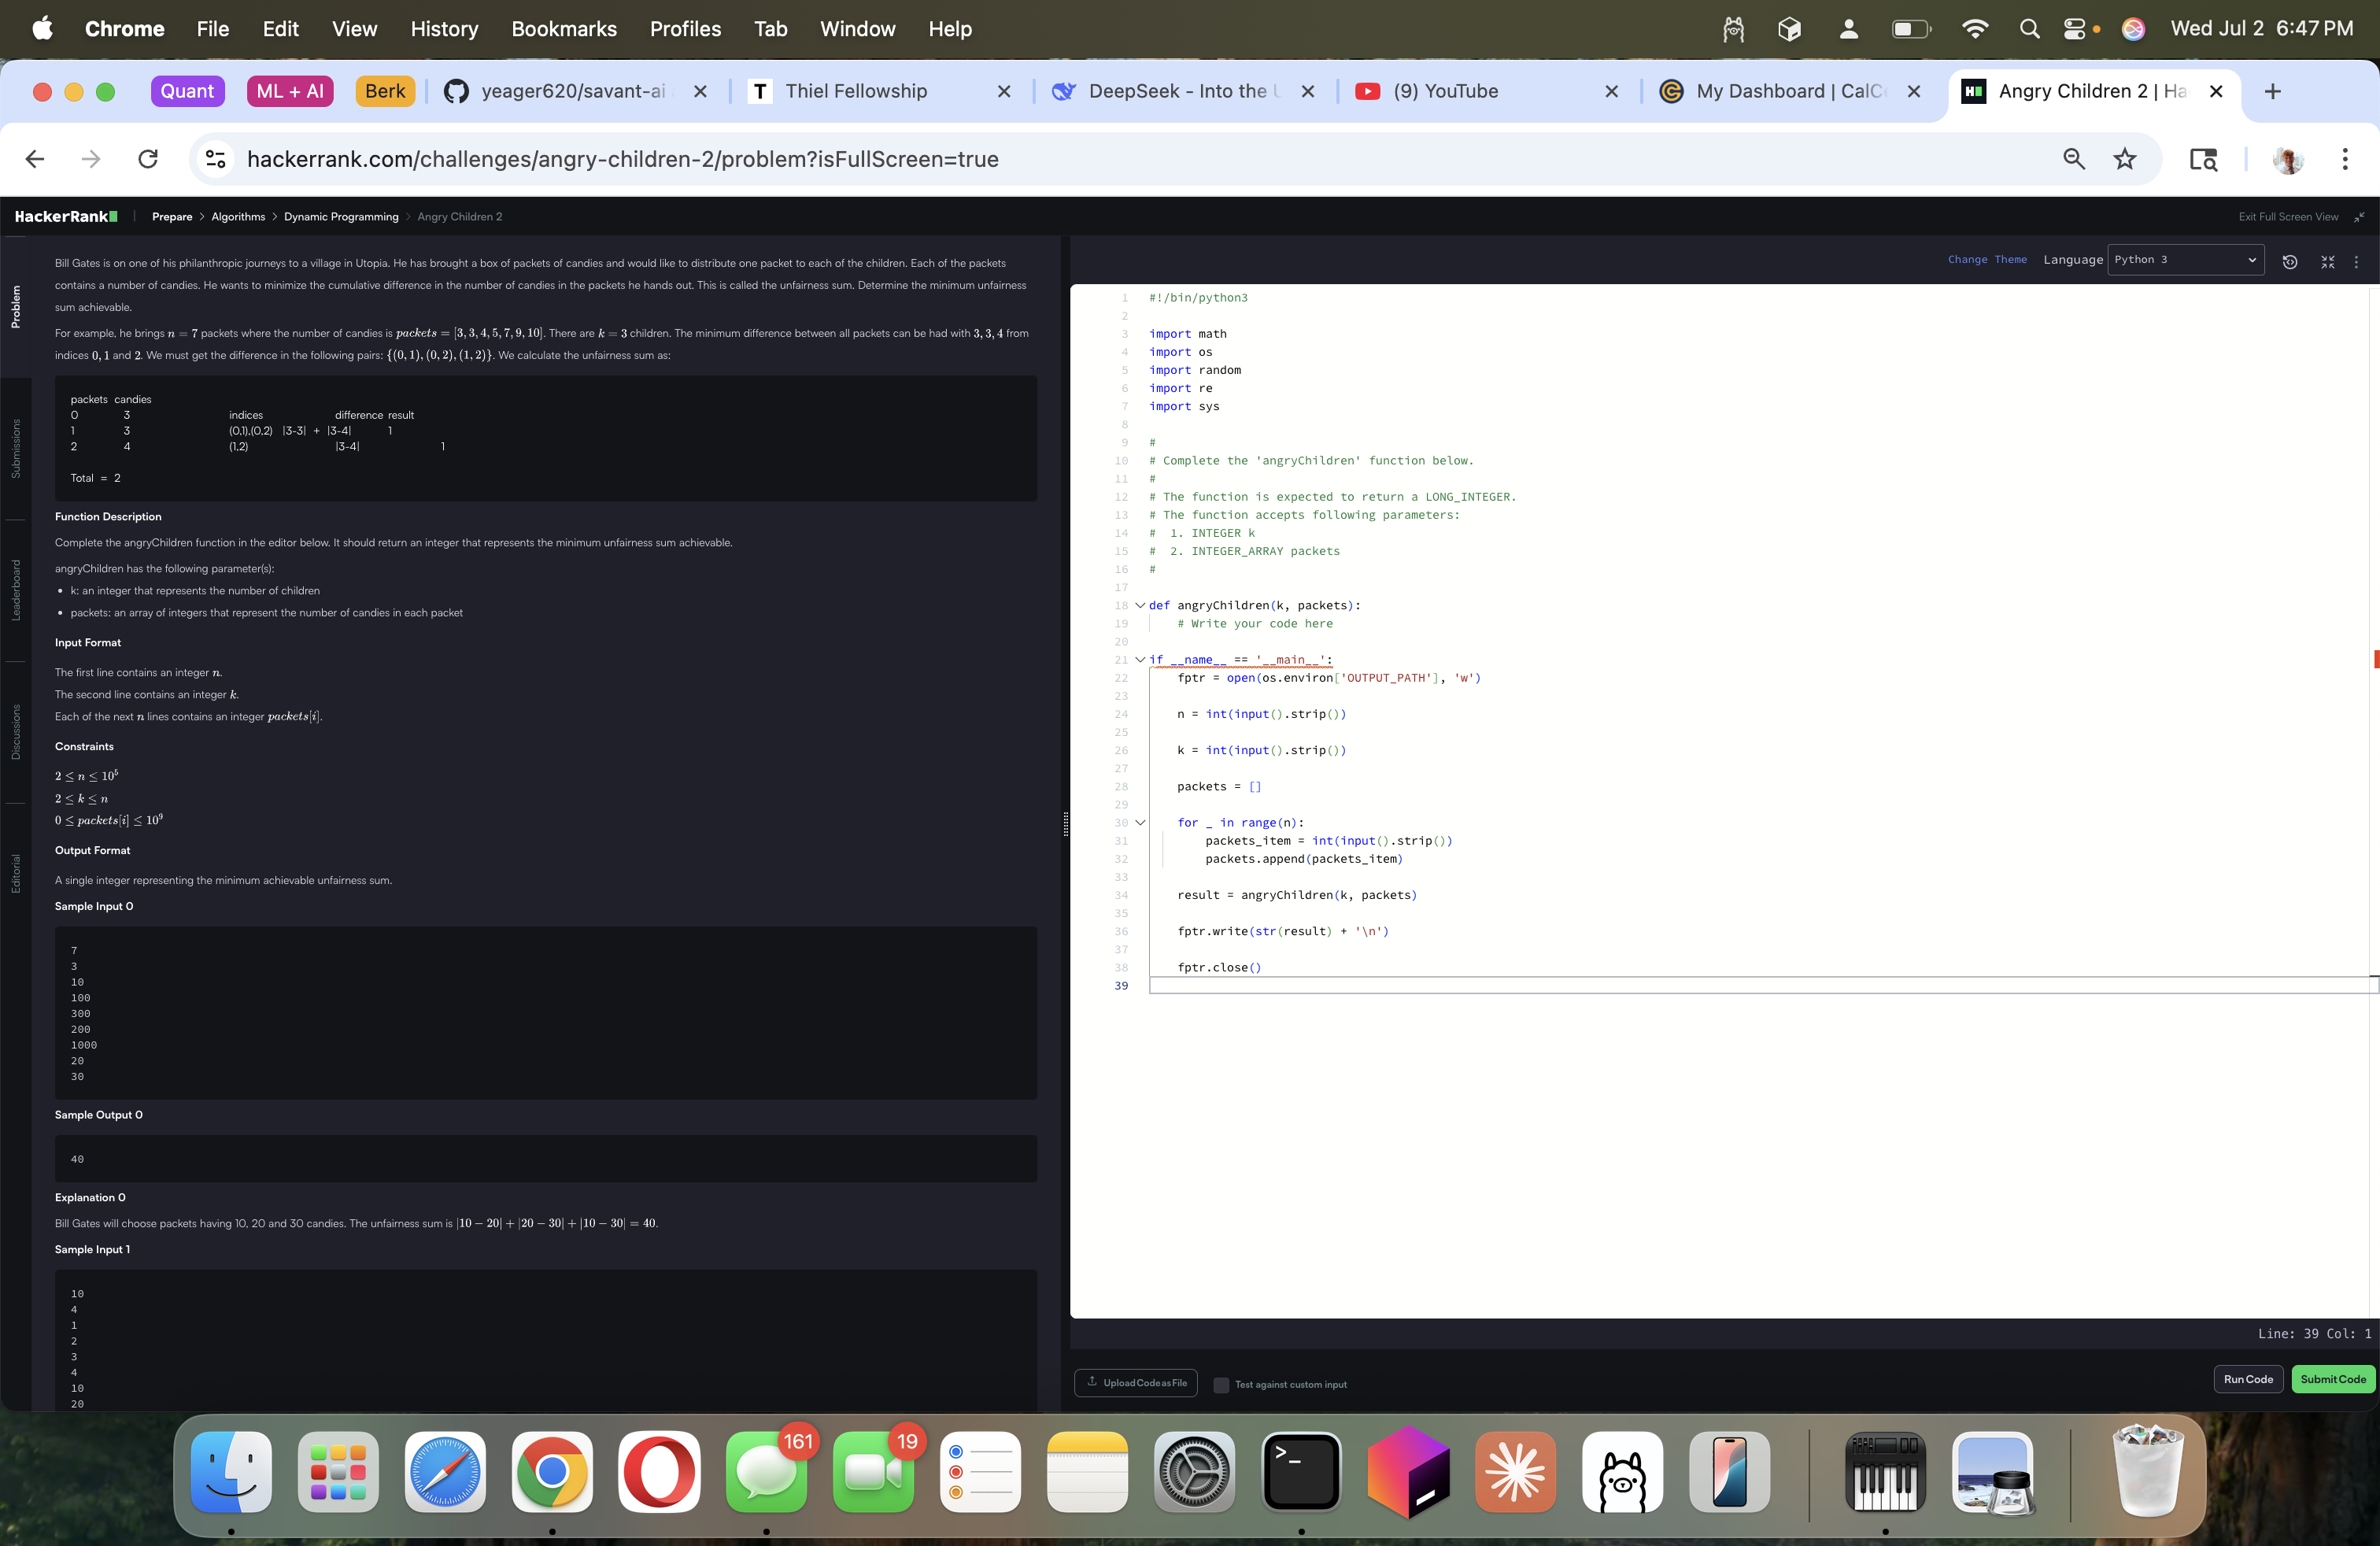 Chrome File Edit View History Bookmarks Profiles Tab Window Help Wed Jul 2 6:47 PM
Quant ML + AI Berk yeager620/savant-ai Thiel Fellowship DeepSeek - Into the U (9) YouTube My Dashboard | CalC Angry Children 2 | Ha
hackerrank.com/challenges/angry-children-2/problem?isFullScreen=true
HackerRank Prepare > Algorithms > Dynamic Programming > Angry Children 2 Exit Full Screen View
Problem
Submissions
Leaderboard
Discussions
Editorial
Bill Gates is on one of his philanthropic journeys to a village in Utopia. He has brought a box of packets of candies and would like to distribute one packet to each of the children. Each of the packets
contains a number of candies. He wants to minimize the cumulative difference in the number of candies in the packets he hands out. This is called the unfairness sum. Determine the minimum unfairness
sum achievable.
For example, he brings n = 7 packets where the number of candies is packets = [3, 3, 4, 5, 7, 9, 10]. There are k = 3 children. The minimum difference between all packets can be had with 3, 3, 4 from
indices 0, 1 and 2. We must get the difference in the following pairs: {(0, 1), (0, 2), (1, 2)}. We calculate the unfairness sum as:
packets candies
0 3 indices difference result
1 3 (0,1),(0,2) |3-3| + |3-4| 1
2 4 (1,2) |3-4| 1
Total = 2
Function Description
Complete the angryChildren function in the editor below. It should return an integer that represents the minimum unfairness sum achievable.
angryChildren has the following parameter(s):
• k: an integer that represents the number of children
• packets: an array of integers that represent the number of candies in each packet
Input Format
The first line contains an integer n.
The second line contains an integer k.
Each of the next n lines contains an integer packets[i].
Constraints
2 ≤ n ≤ 10⁵
2 ≤ k ≤ n
0 ≤ packets[i] ≤ 10⁹
Output Format
A single integer representing the minimum achievable unfairness sum.
Sample Input 0
7
3
10
100
300
200
1000
20
30
Sample Output 0
40
Explanation 0
Bill Gates will choose packets having 10, 20 and 30 candies. The unfairness sum is |10 − 20| + |20 − 30| + |10 − 30| = 40.
Sample Input 1
10
4
1
2
3
4
10
20
Change Theme Language Python 3
1 #!/bin/python3
2
3 import math
4 import os
5 import random
6 import re
7 import sys
8
9 #
10 # Complete the 'angryChildren' function below.
11 #
12 # The function is expected to return a LONG_INTEGER.
13 # The function accepts following parameters:
14 #  1. INTEGER k
15 #  2. INTEGER_ARRAY packets
16 #
17
18 def angryChildren(k, packets):
19     # Write your code here
20
21 if __name__ == '__main__':
22     fptr = open(os.environ['OUTPUT_PATH'], 'w')
23
24     n = int(input().strip())
25
26     k = int(input().strip())
27
28     packets = []
29
30     for _ in range(n):
31         packets_item = int(input().strip())
32         packets.append(packets_item)
33
34     result = angryChildren(k, packets)
35
36     fptr.write(str(result) + '\n')
37
38     fptr.close()
39
Line: 39 Col: 1
Upload Code as File Test against custom input Run Code Submit Code
161 19